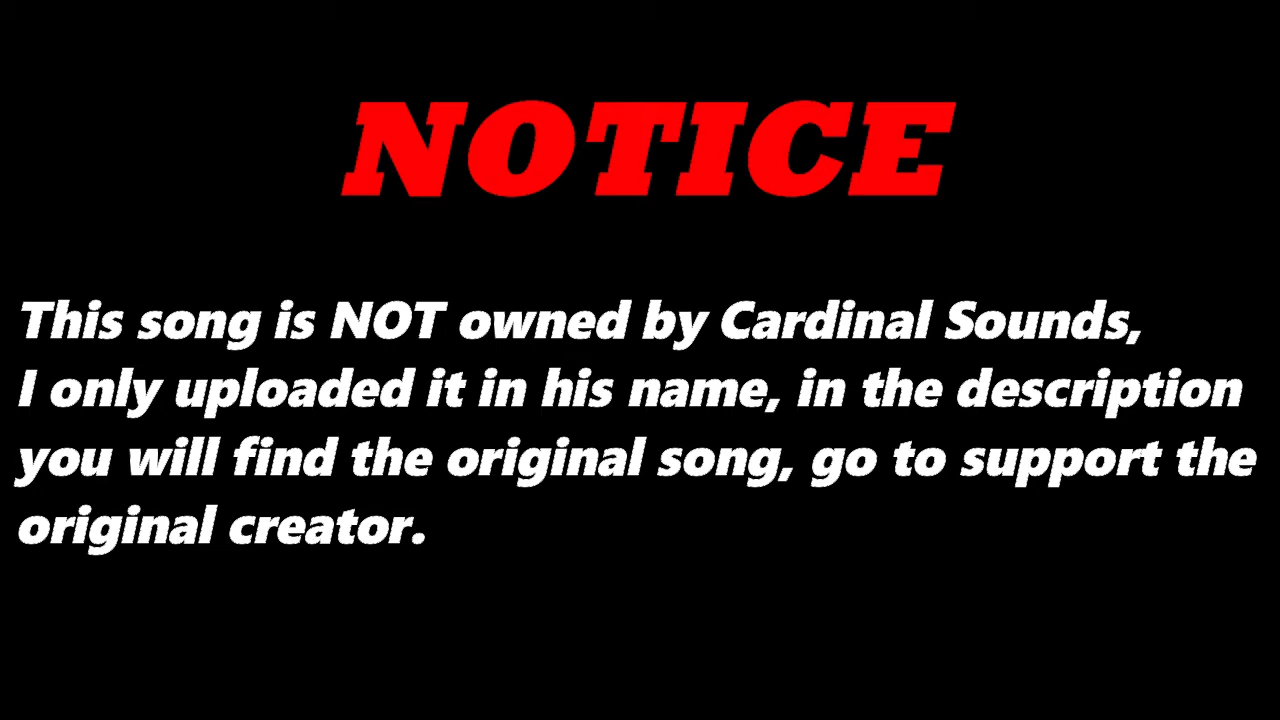 NOTICE
This song is NOT owned by Cardinal Sounds,
I only uploaded it in his name, in the description
you will find the original song, go to support the
original creator.